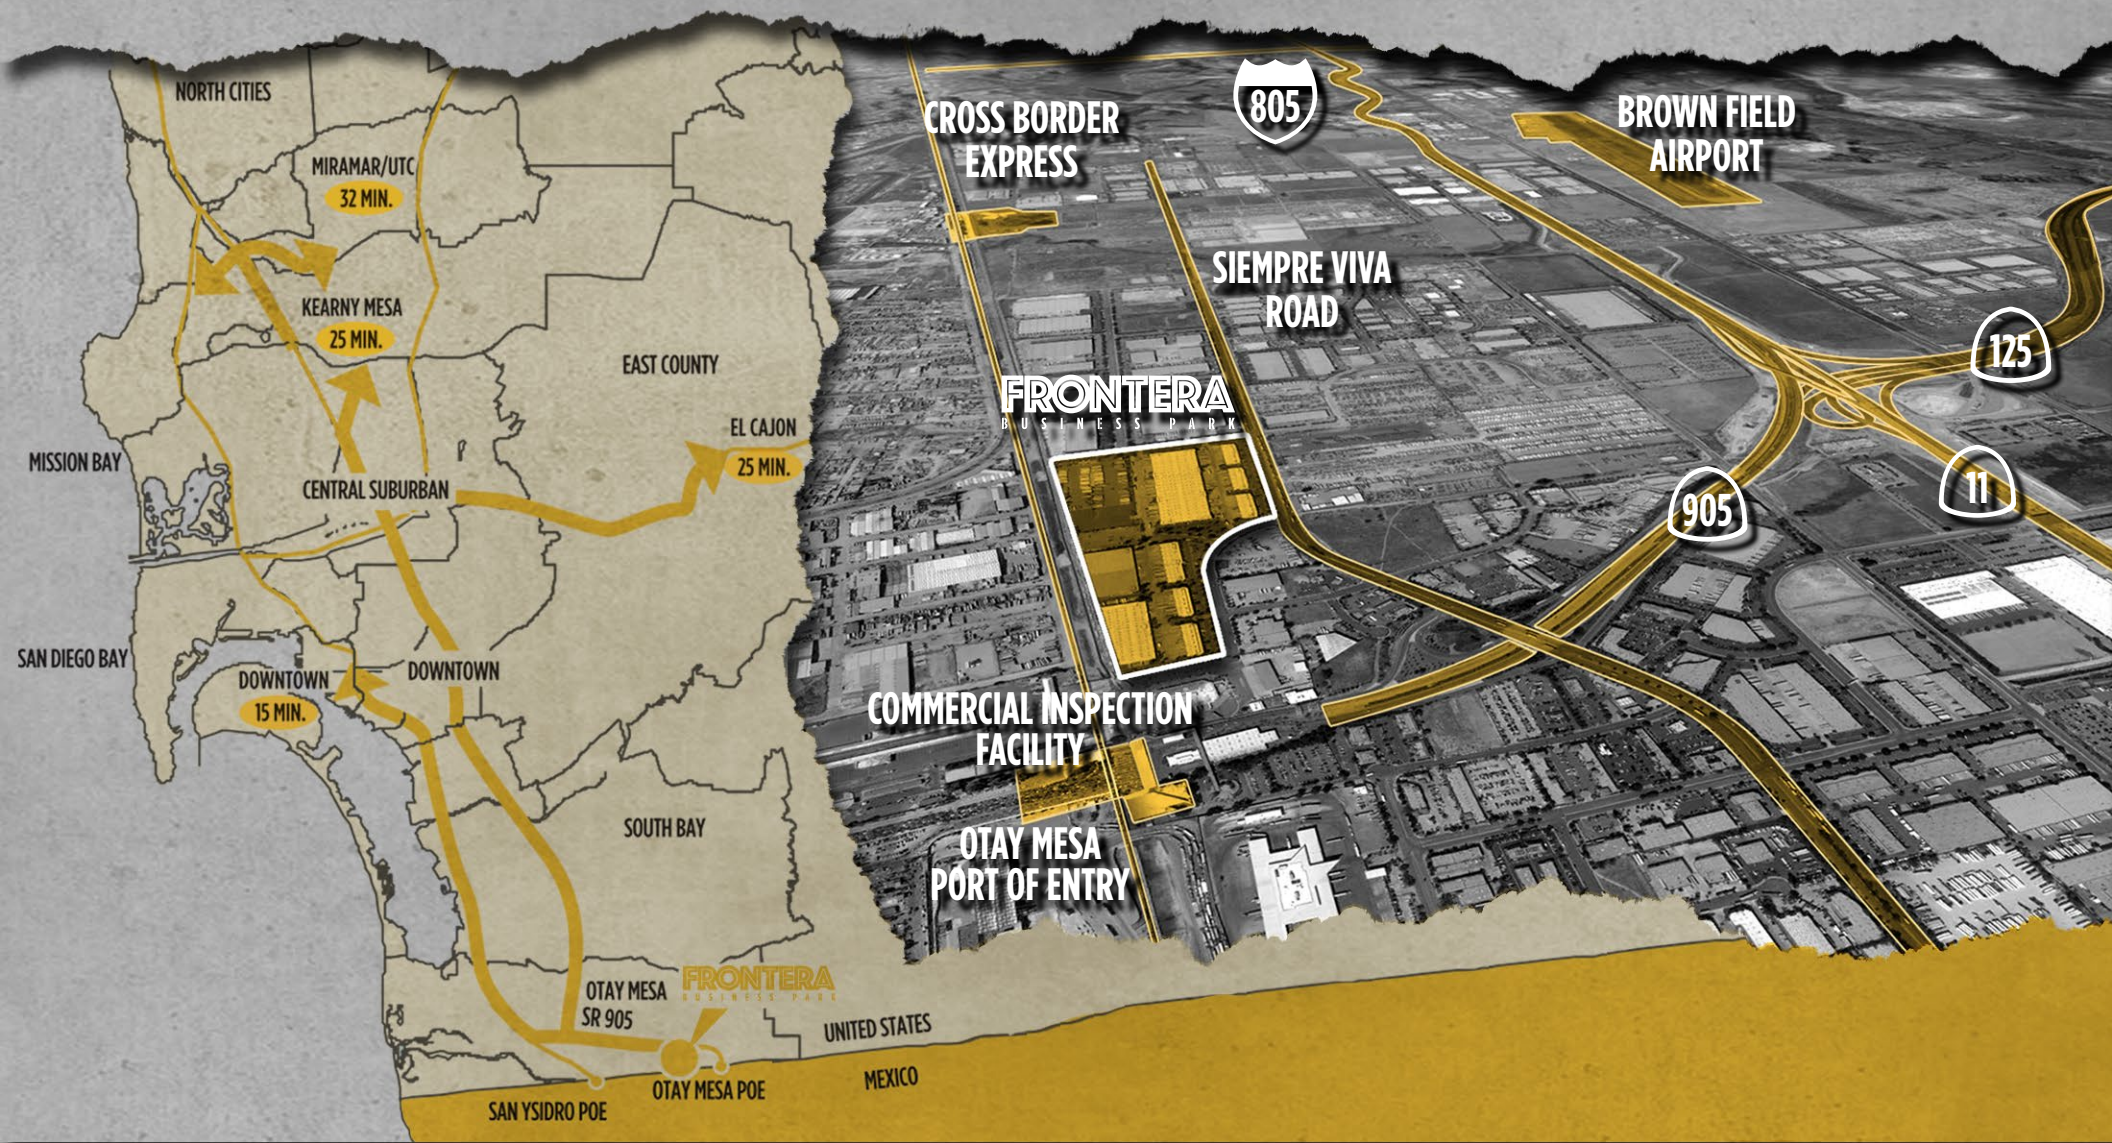 NORTH CITIES
MIRAMAR/UTC
32 MIN.
KEARNY MESA
25 MIN.
EAST COUNTY
EL CAJON
25 MIN.
MISSION BAY
CENTRAL SUBURBAN
SAN DIEGO BAY
DOWNTOWN
15 MIN.
DOWNTOWN
SOUTH BAY
OTAY MESA
SR 905
FRONTERA
BUSINESS PARK
UNITED STATES
MEXICO
OTAY MESA POE
SAN YSIDRO POE
CROSS BORDER
EXPRESS
805
BROWN FIELD
AIRPORT
SIEMPRE VIVA
ROAD
125
FRONTERA
BUSINESS PARK
11
905
COMMERCIAL INSPECTION
FACILITY
OTAY MESA
PORT OF ENTRY